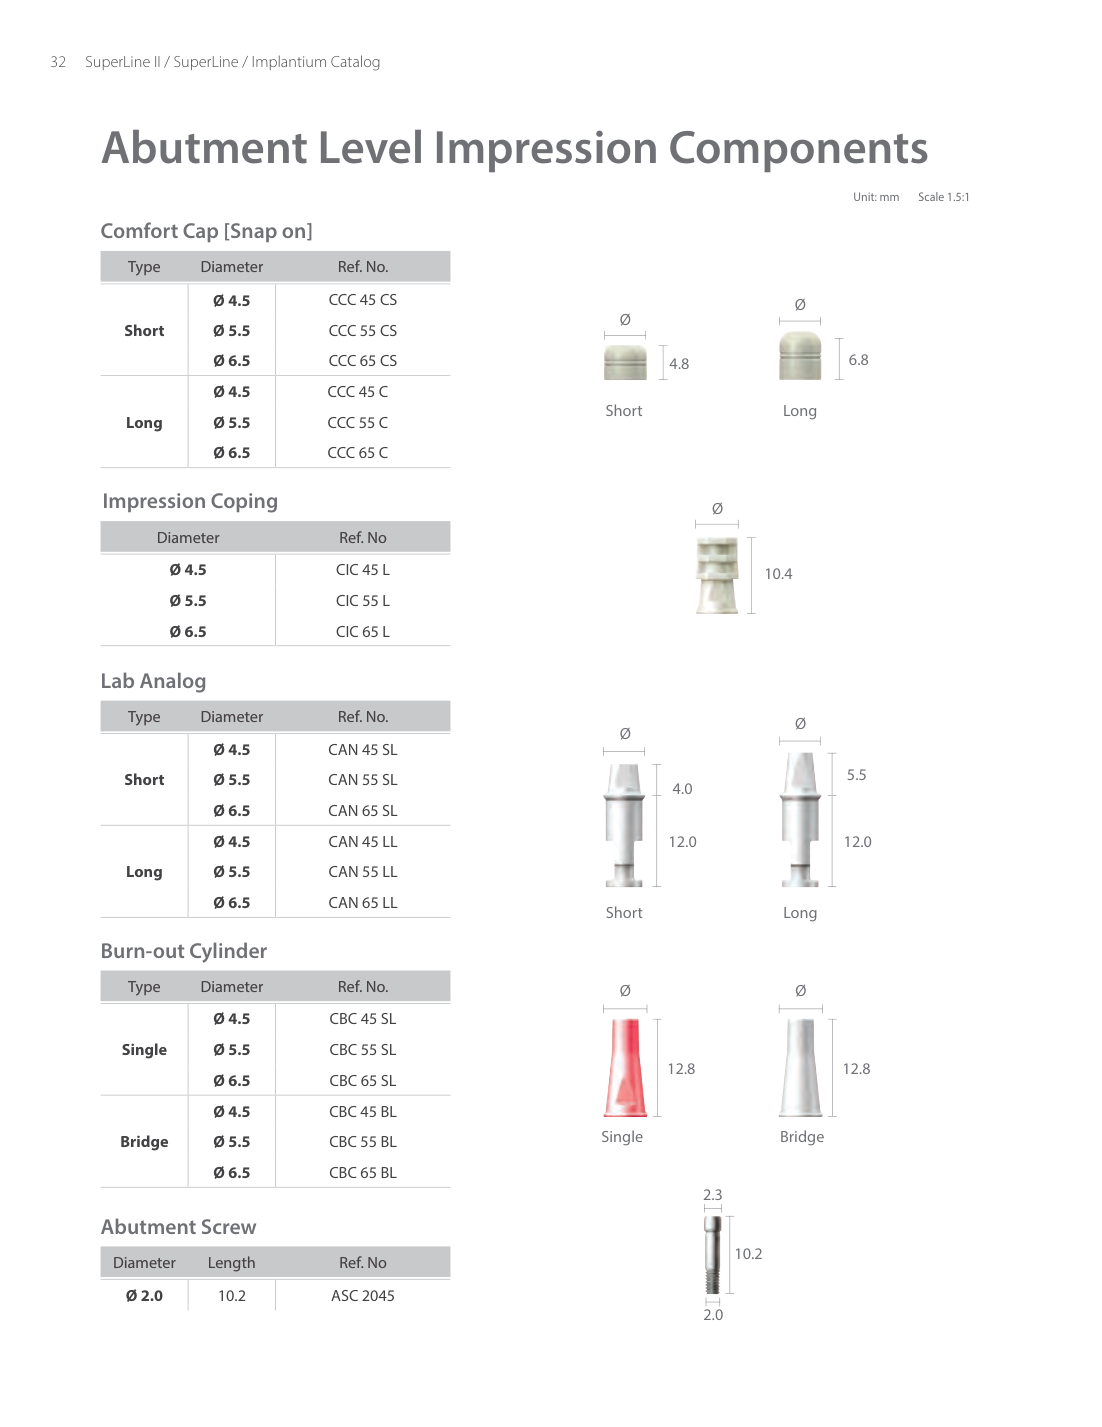 32 SuperLine II / SuperLine / Implantium Catalog
Abutment Level Impression Components
Unit: mm Scale 1.5:1
Comfort Cap [Snap on]
Type Diameter Ref. No.
Short
Ø 4.5 CCC 45 CS
Ø 5.5 CCC 55 CS
Ø 6.5 CCC 65 CS
Long
Ø 4.5 CCC 45 C
Ø 5.5 CCC 55 C
Ø 6.5 CCC 65 C
Ø
4.8
Short
Ø
6.8
Long
Impression Coping
Diameter Ref. No
Ø 4.5 CIC 45 L
Ø 5.5 CIC 55 L
Ø 6.5 CIC 65 L
Ø
10.4
Lab Analog
Type Diameter Ref. No.
Short
Ø 4.5 CAN 45 SL
Ø 5.5 CAN 55 SL
Ø 6.5 CAN 65 SL
Long
Ø 4.5 CAN 45 LL
Ø 5.5 CAN 55 LL
Ø 6.5 CAN 65 LL
Ø
4.0
12.0
Short
Ø
5.5
12.0
Long
Burn-out Cylinder
Type Diameter Ref. No.
Single
Ø 4.5 CBC 45 SL
Ø 5.5 CBC 55 SL
Ø 6.5 CBC 65 SL
Bridge
Ø 4.5 CBC 45 BL
Ø 5.5 CBC 55 BL
Ø 6.5 CBC 65 BL
Ø
12.8
Single
Ø
12.8
Bridge
Abutment Screw
Diameter Length Ref. No
Ø 2.0 10.2 ASC 2045
2.3
10.2
2.0